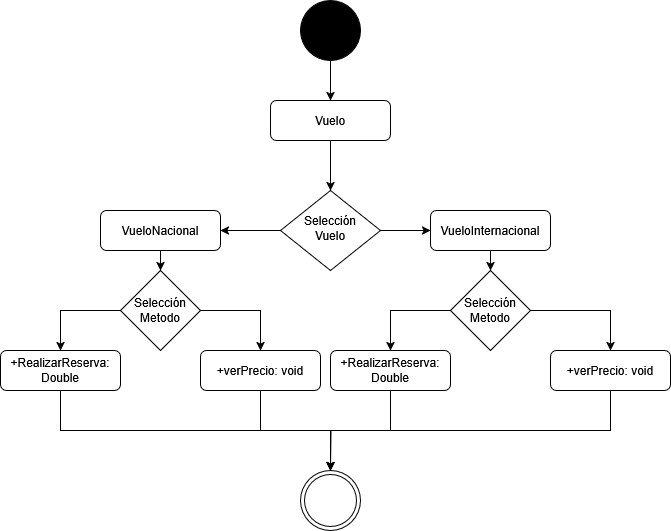 Vuelo
Selección
Vuelo
VueloNacional
VueloInternacional
Selección
Metodo
Selección
Metodo
+RealizarReserva:
Double
+verPrecio: void
+RealizarReserva:
Double
+verPrecio: void